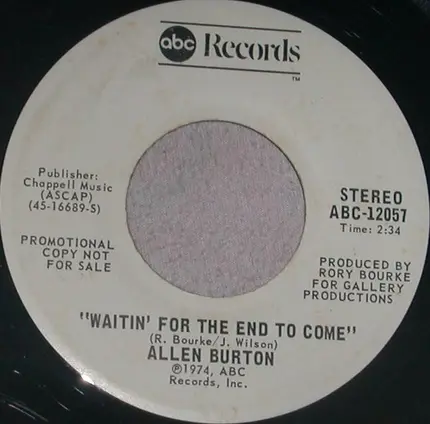 abc Records
TM
Publisher:
Chappell Music
(ASCAP)
(45-16689-S)
PROMOTIONAL
COPY NOT
FOR SALE
STEREO
ABC-12057
Time: 2:34
PRODUCED BY
RORY BOURKE
FOR GALLERY
PRODUCTIONS
"WAITIN' FOR THE END TO COME"
(R. Bourke/J. Wilson)
ALLEN BURTON
℗1974, ABC
Records, Inc.